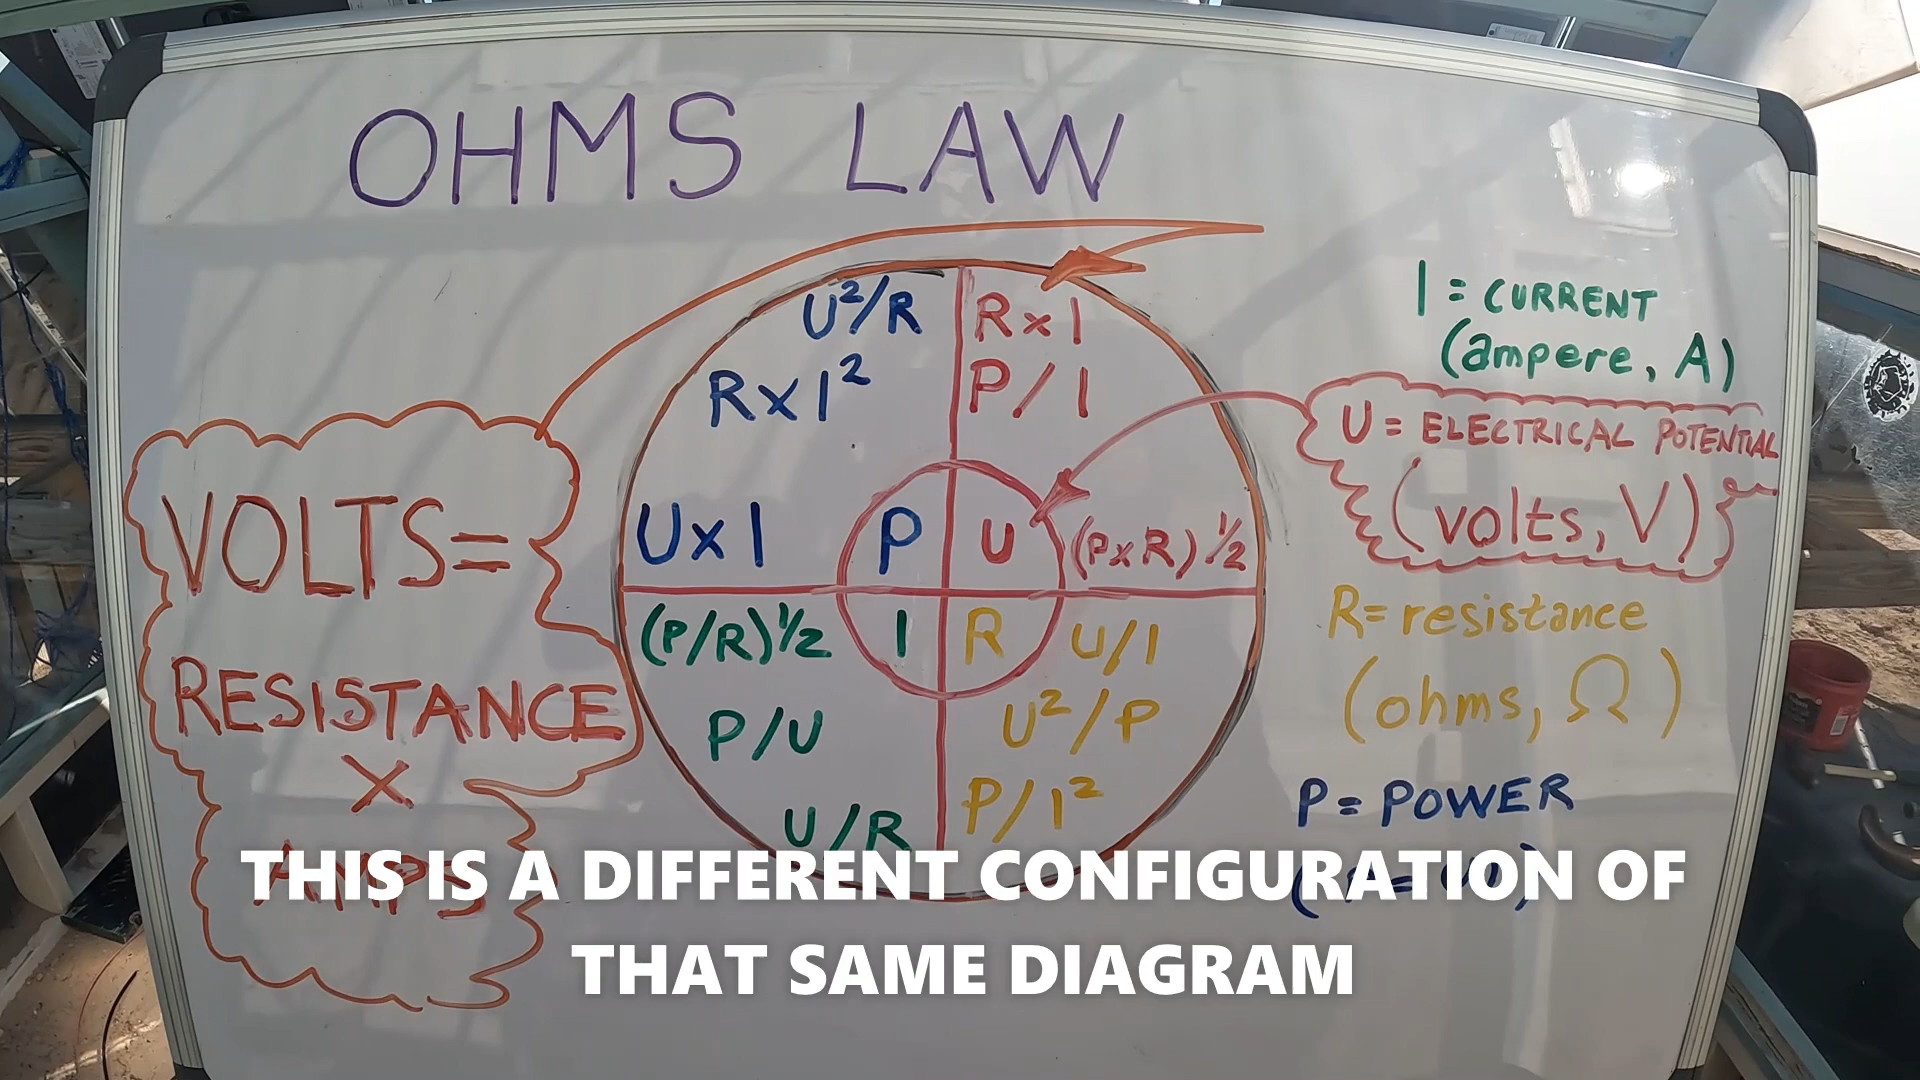 OHMS LAW
U²/R
R x I²
U x I
P
R x I
P / I
U
(P x R) ½
(P/R) ½
I
P / U
U / R
R
U / I
U² / P
P / I²
VOLTS =
RESISTANCE
X
AMPS
I = CURRENT
(ampere, A)
U = ELECTRICAL POTENTIAL
(volts, V)
R = resistance
(ohms, Ω)
P = POWER
THIS IS A DIFFERENT CONFIGURATION OF
THAT SAME DIAGRAM